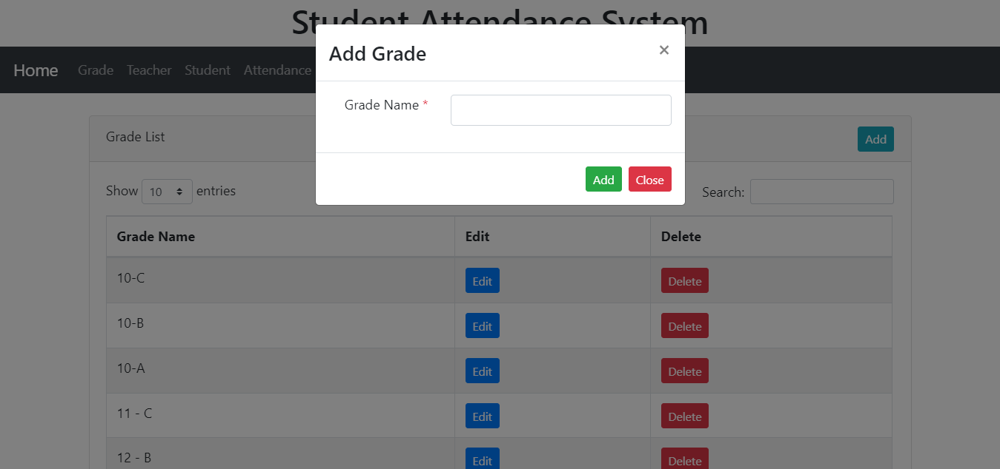 Student Attendance System
Add Grade ×
Home Grade Teacher Student Attendance
Grade Name *
Grade List Add
Add Close
Show 10 entries Search:
Grade Name Edit Delete
10-C Edit Delete
10-B Edit Delete
10-A Edit Delete
11 - C Edit Delete
12 - B Edit Delete